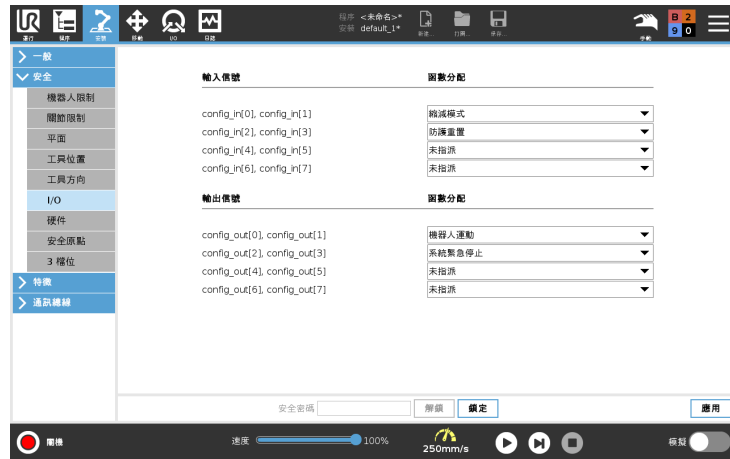 UR
運行 程序 安裝 移動 I/O 日誌
程序 <未命名>*
安裝 default_1*
新建... 打開... 保存...
手動
B 2
9 0
一般
安全
機器人限制
關節限制
平面
工具位置
工具方向
I/O
硬件
安全原點
3 檔位
特徵
通訊總線
輸入信號 函數分配
config_in[0], config_in[1] 縮減模式
config_in[2], config_in[3] 防護重置
config_in[4], config_in[5] 未指派
config_in[6], config_in[7] 未指派
輸出信號 函數分配
config_out[0], config_out[1] 機器人運動
config_out[2], config_out[3] 系統緊急停止
config_out[4], config_out[5] 未指派
config_out[6], config_out[7] 未指派
安全密碼 解鎖 鎖定 應用
關機 速度 100% 250mm/s 模擬